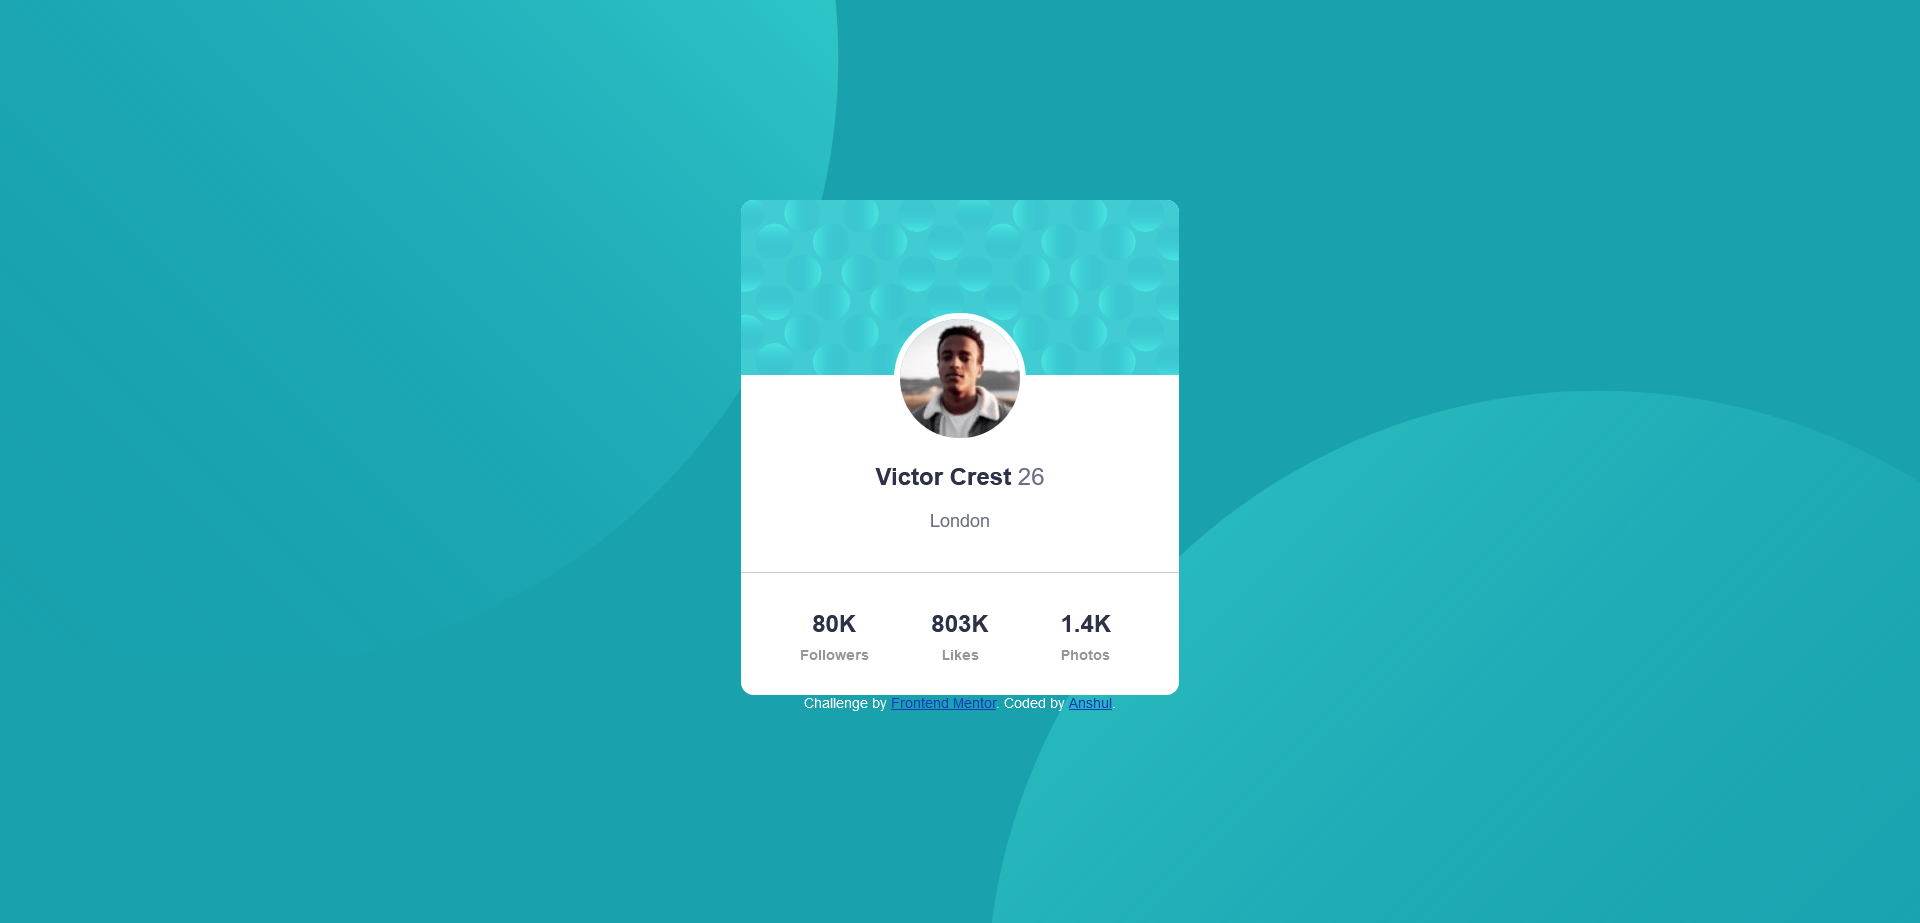 Victor Crest 26
London
80K 803K 1.4K
Followers Likes Photos
Challenge by Frontend Mentor. Coded by Anshul.